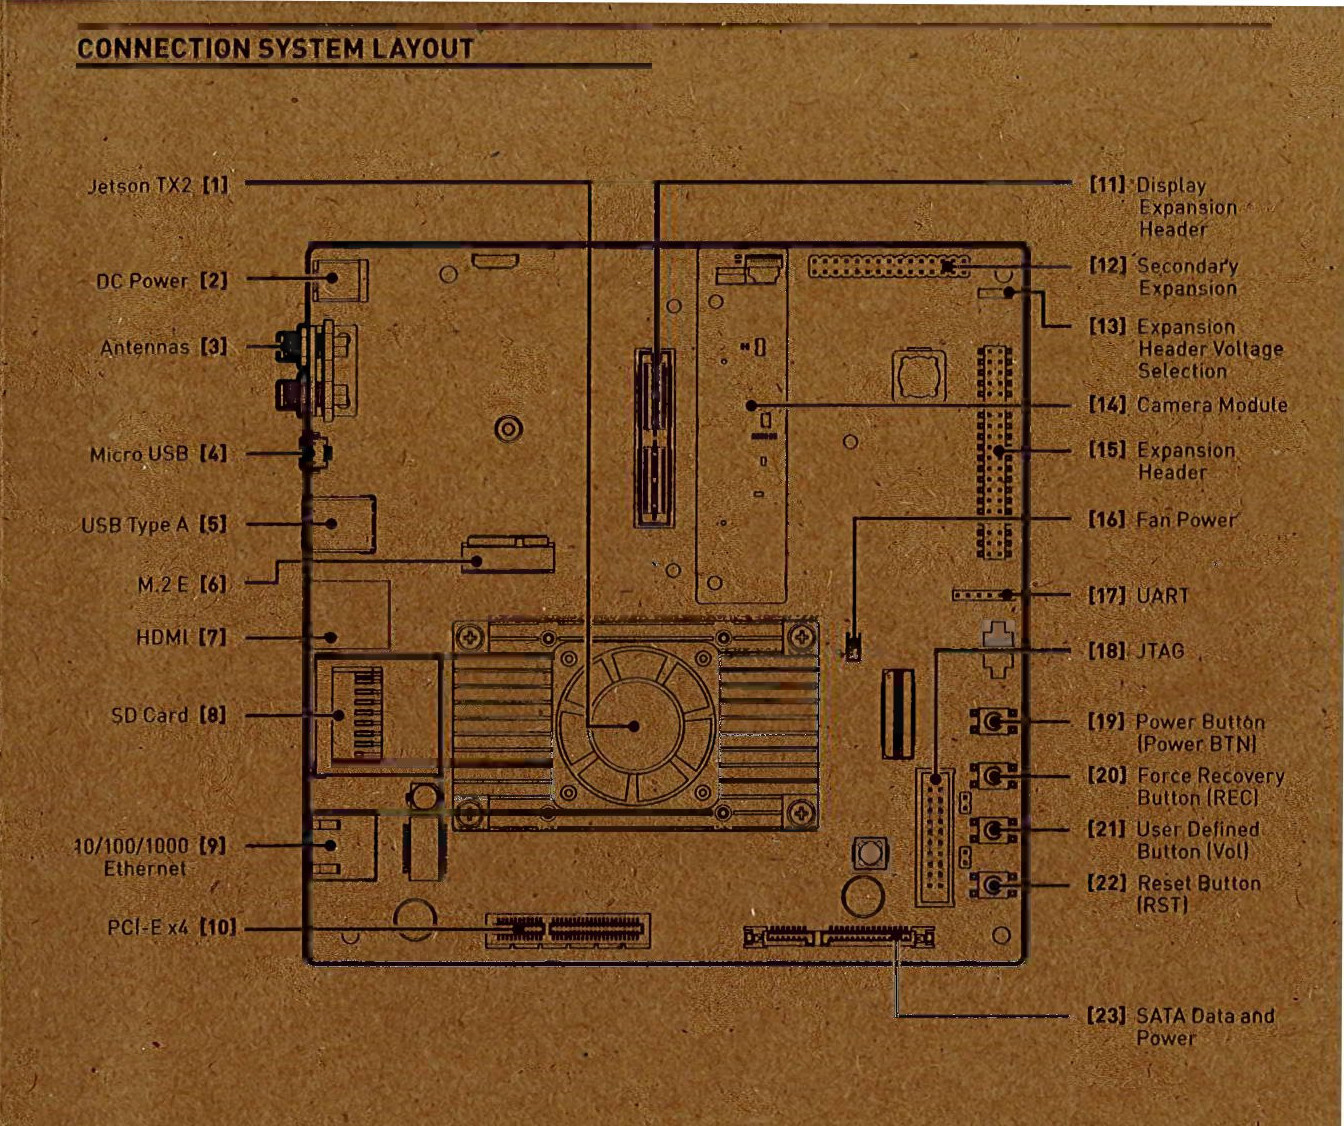 CONNECTION SYSTEM LAYOUT
Jetson TX2 [1]
DC Power [2]
Antennas [3]
Micro USB [4]
USB Type A [5]
M.2 E [6]
HDMI [7]
SD Card [8]
10/100/1000 [9]
Ethernet
PCI-E x4 [10]
[11] Display
Expansion
Header
[12] Secondary
Expansion
[13] Expansion
Header Voltage
Selection
[14] Camera Module
[15] Expansion
Header
[16] Fan Power
[17] UART
[18] JTAG
[19] Power Button
(Power BTN)
[20] Force Recovery
Button (REC)
[21] User Defined
Button (Vol)
[22] Reset Button
(RST)
[23] SATA Data and
Power